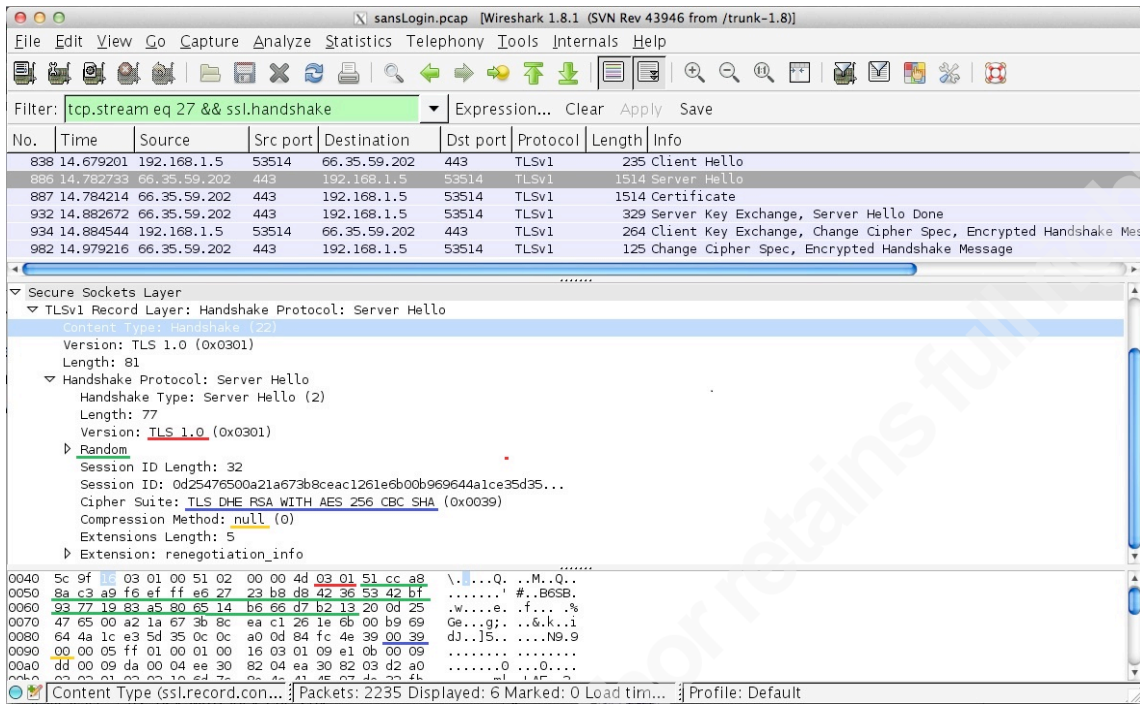 sansLogin.pcap [Wireshark 1.8.1 (SVN Rev 43946 from /trunk-1.8)]
File Edit View Go Capture Analyze Statistics Telephony Tools Internals Help
Filter: tcp.stream eq 27 && ssl.handshake Expression... Clear Apply Save
No. Time Source Src port Destination Dst port Protocol Length Info
838 14.679201 192.168.1.5 53514 66.35.59.202 443 TLSv1 235 Client Hello
886 14.782733 66.35.59.202 443 192.168.1.5 53514 TLSv1 1514 Server Hello
887 14.784214 66.35.59.202 443 192.168.1.5 53514 TLSv1 1514 Certificate
932 14.882672 66.35.59.202 443 192.168.1.5 53514 TLSv1 329 Server Key Exchange, Server Hello Done
934 14.884544 192.168.1.5 53514 66.35.59.202 443 TLSv1 264 Client Key Exchange, Change Cipher Spec, Encrypted Handshake Mes
982 14.979216 66.35.59.202 443 192.168.1.5 53514 TLSv1 125 Change Cipher Spec, Encrypted Handshake Message
Secure Sockets Layer
TLSv1 Record Layer: Handshake Protocol: Server Hello
Content Type: Handshake (22)
Version: TLS 1.0 (0x0301)
Length: 81
Handshake Protocol: Server Hello
Handshake Type: Server Hello (2)
Length: 77
Version: TLS 1.0 (0x0301)
Random
Session ID Length: 32
Session ID: 0d25476500a21a673b8ceac1261e6b00b969644a1ce35d35...
Cipher Suite: TLS_DHE_RSA_WITH_AES_256_CBC_SHA (0x0039)
Compression Method: null (0)
Extensions Length: 5
Extension: renegotiation_info
0040 5c 9f 16 03 01 00 51 02 00 00 4d 03 01 51 cc a8 \.....Q. ..M..Q..
0050 8a c3 a9 f6 ef ff e6 27 23 b8 d8 42 36 53 42 bf .......' #..B6SB.
0060 93 77 19 83 a5 80 65 14 b6 66 d7 b2 13 20 0d 25 .w....e. .f... .%
0070 47 65 00 a2 1a 67 3b 8c ea c1 26 1e 6b 00 b9 69 Ge...g;. ..&.k..i
0080 64 4a 1c e3 5d 35 0c 0c a0 0d 84 fc 4e 39 00 39 dJ..]5.. ....N9.9
0090 00 00 05 ff 01 00 01 00 16 03 01 09 e1 0b 00 09 ........ ........
00a0 dd 00 09 da 00 04 ee 30 82 04 ea 30 82 03 d2 a0 .......0 ...0....
Content Type (ssl.record.con... Packets: 2235 Displayed: 6 Marked: 0 Load tim... Profile: Default